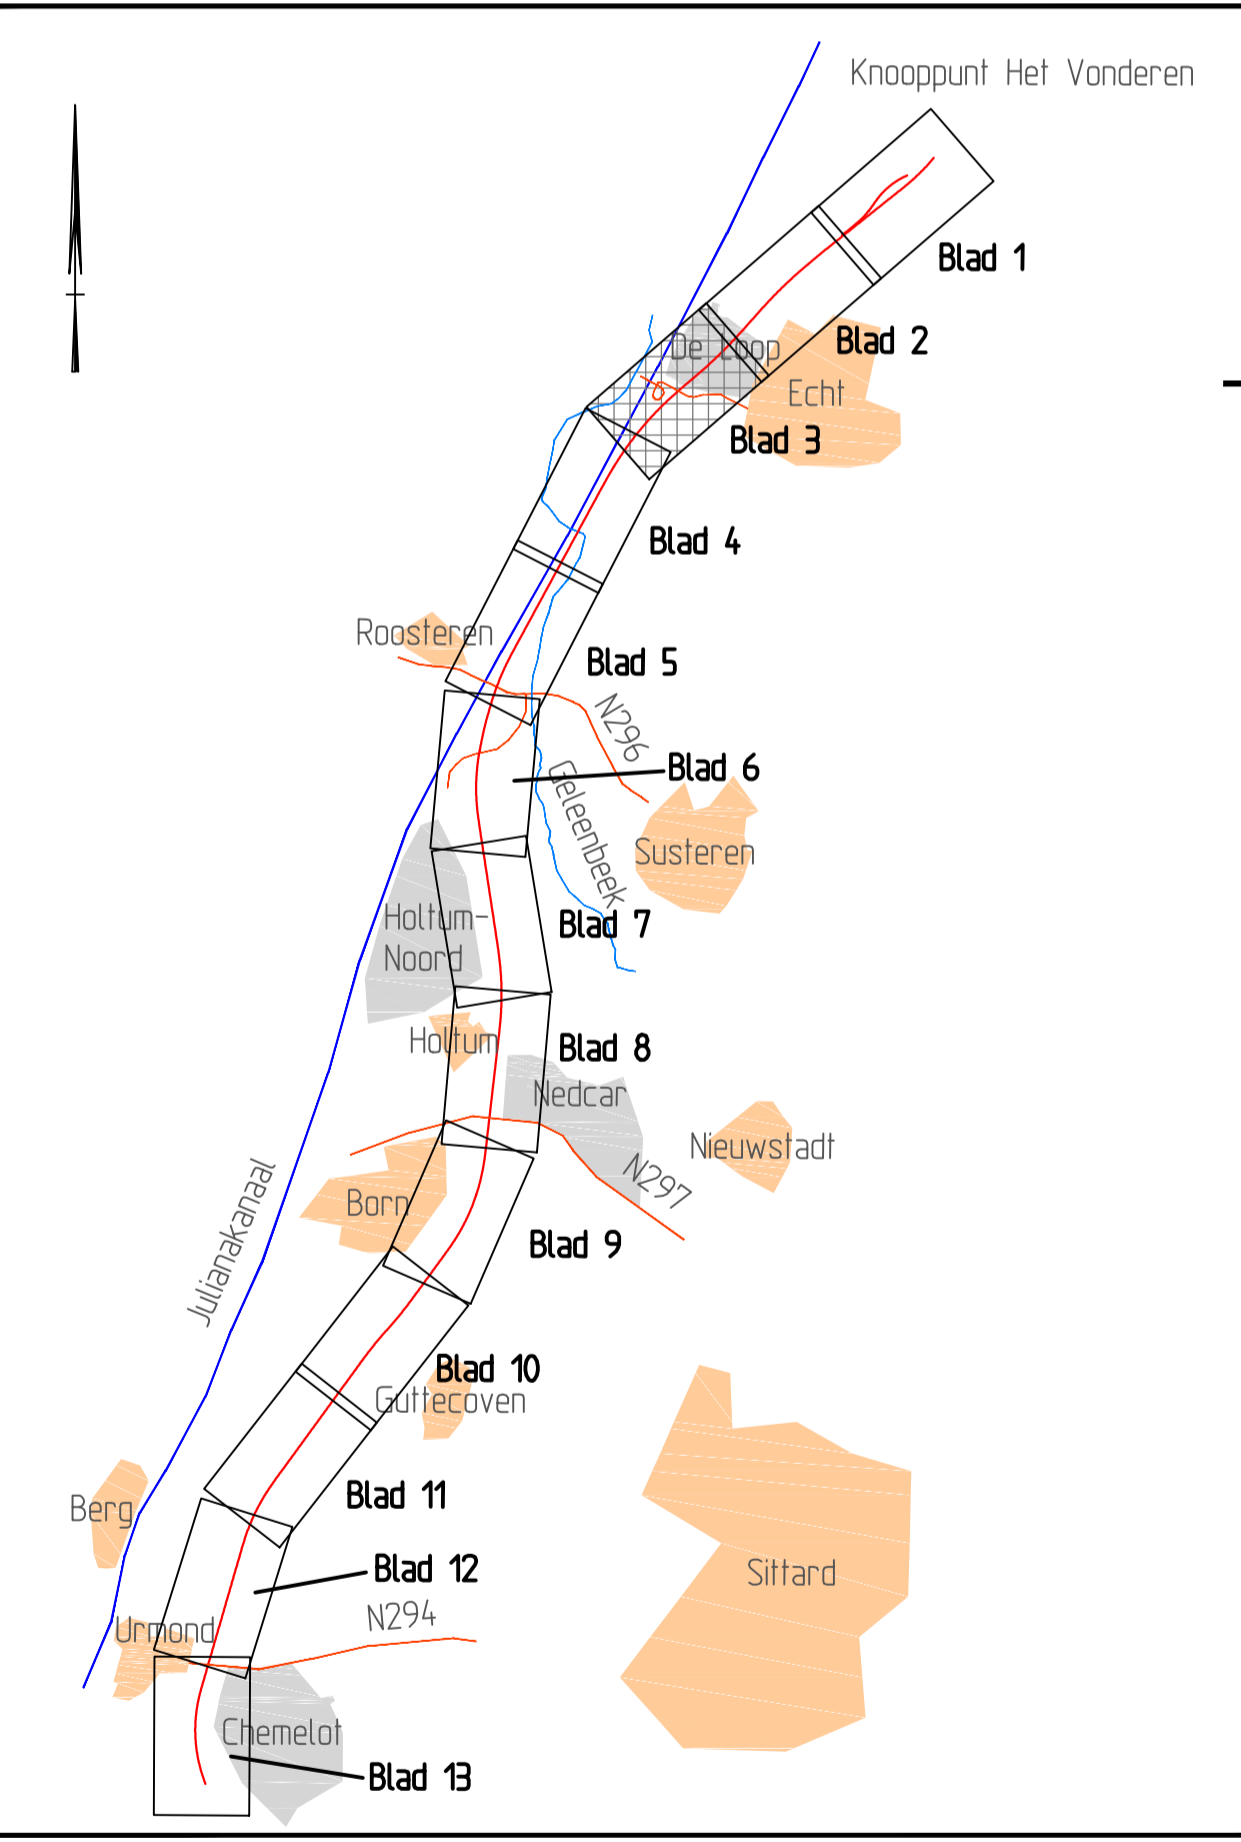 Knooppunt Het Vonderen
Blad 1
Blad 2
De Loop
Echt
Blad 3
Blad 4
Roosteren
Blad 5
N296
Blad 6
Geleenbeek
Susteren
Holtum-
Noord
Blad 7
Holtum
Blad 8
Nedcar
Nieuwstadt
N297
Born
Julianakanaal
Blad 9
Blad 10
Guttecoven
Blad 11
Berg
Blad 12
Sittard
N294
Urmond
Chemelot
Blad 13